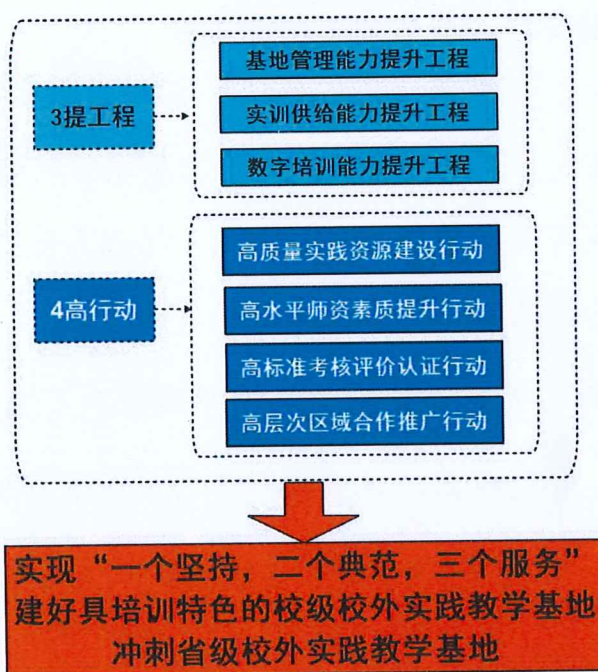 3提工程
基地管理能力提升工程
实训供给能力提升工程
数字培训能力提升工程
4高行动
高质量实践资源建设行动
高水平师资素质提升行动
高标准考核评价认证行动
高层次区域合作推广行动
实现“一个坚持，二个典范，三个服务”
建好具培训特色的校级校外实践教学基地
冲刺省级校外实践教学基地